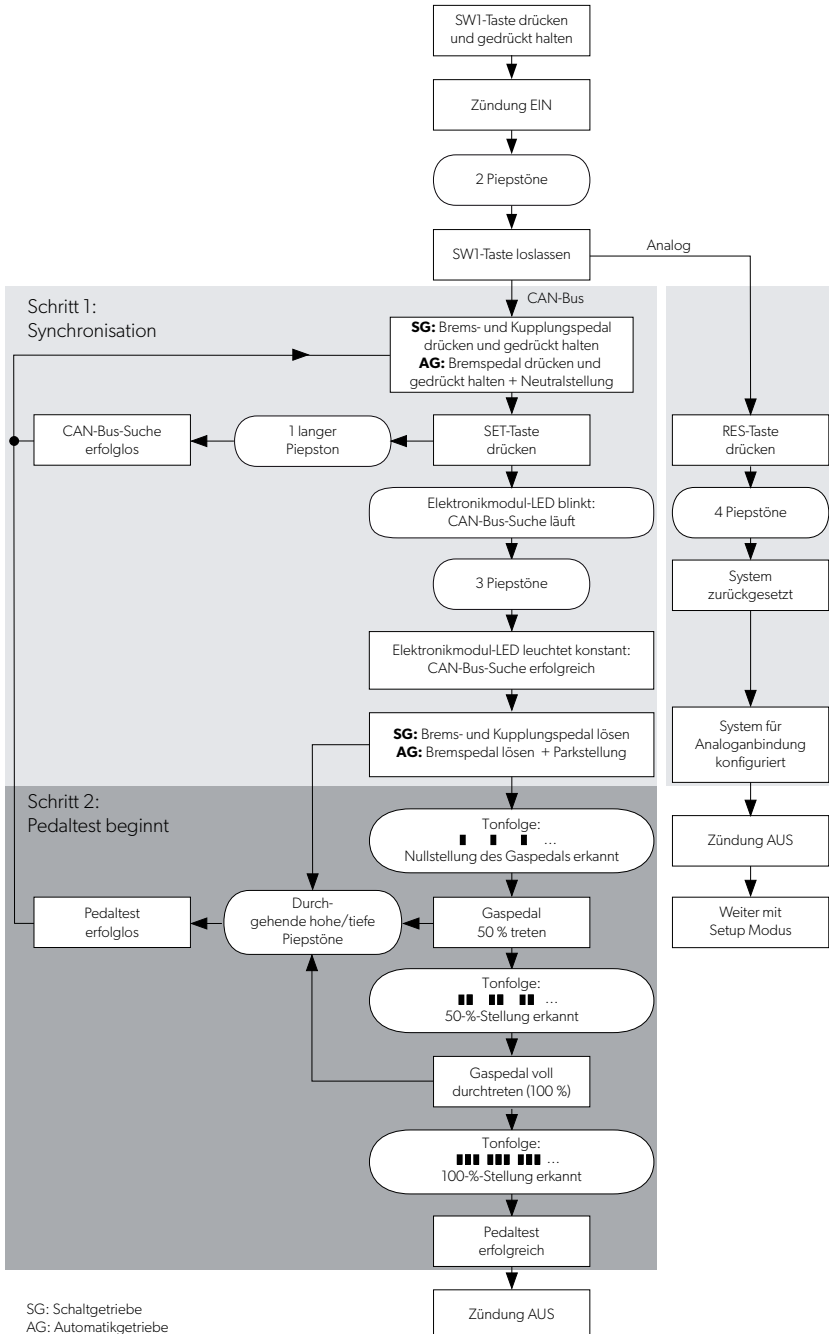 SW1-Taste drücken
und gedrückt halten
Zündung EIN
2 Piepstöne
SW1-Taste loslassen
Analog
CAN-Bus
Schritt 1:
Synchronisation
SG: Brems- und Kupplungspedal
drücken und gedrückt halten
AG: Bremspedal drücken und
gedrückt halten + Neutralstellung
CAN-Bus-Suche
erfolglos
1 langer
Piepston
SET-Taste
drücken
RES-Taste
drücken
Elektronikmodul-LED blinkt:
CAN-Bus-Suche läuft
4 Piepstöne
3 Piepstöne
System
zurückgesetzt
Elektronikmodul-LED leuchtet konstant:
CAN-Bus-Suche erfolgreich
SG: Brems- und Kupplungspedal lösen
AG: Bremspedal lösen + Parkstellung
System für
Analoganbindung
konfiguriert
Schritt 2:
Pedaltest beginnt
Tonfolge:
...
Nullstellung des Gaspedals erkannt
Zündung AUS
Pedaltest
erfolglos
Durch-
gehende hohe/tiefe
Piepstöne
Gaspedal
50 % treten
Weiter mit
Setup Modus
Tonfolge:
...
50-%-Stellung erkannt
Gaspedal voll
durchtreten (100 %)
Tonfolge:
...
100-%-Stellung erkannt
Pedaltest
erfolgreich
Zündung AUS
SG: Schaltgetriebe
AG: Automatikgetriebe